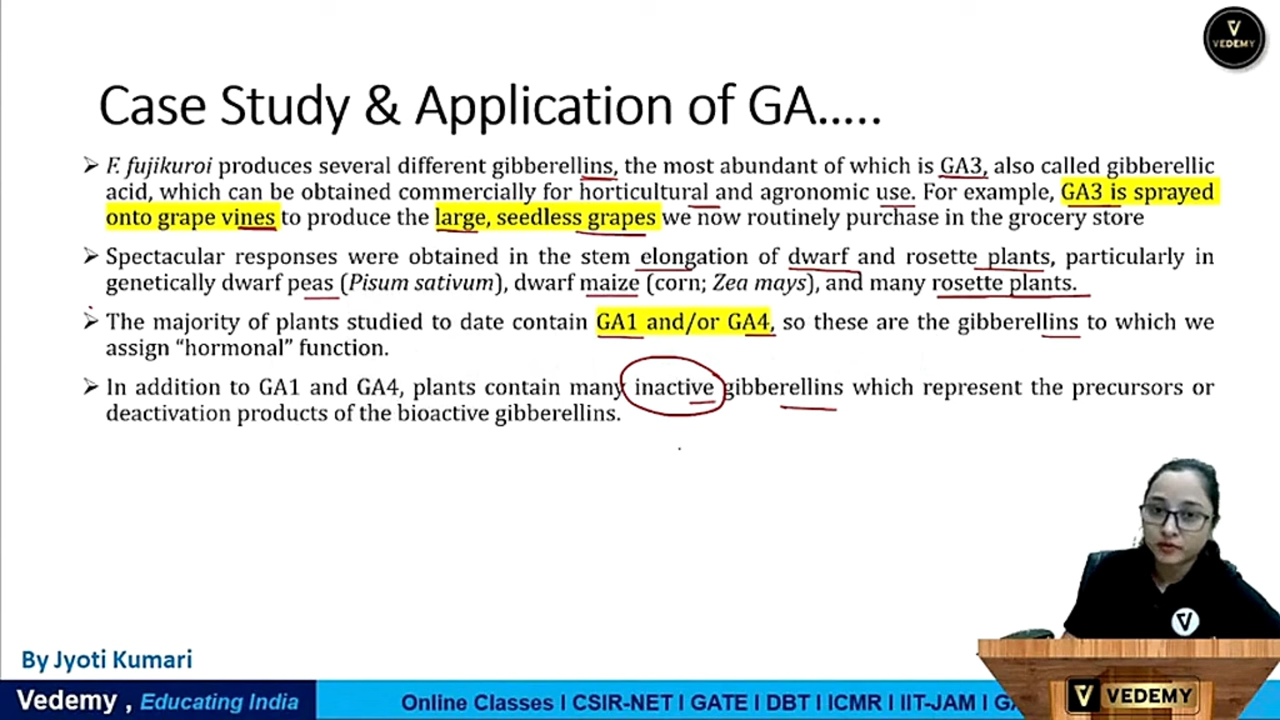 VEDEMY
Case Study & Application of GA.....
➢ F. fujikuroi produces several different gibberellins, the most abundant of which is GA3, also called gibberellic
acid, which can be obtained commercially for horticultural and agronomic use. For example, GA3 is sprayed
onto grape vines to produce the large, seedless grapes we now routinely purchase in the grocery store
➢ Spectacular responses were obtained in the stem elongation of dwarf and rosette plants, particularly in
genetically dwarf peas (Pisum sativum), dwarf maize (corn; Zea mays), and many rosette plants.
➢ The majority of plants studied to date contain GA1 and/or GA4, so these are the gibberellins to which we
assign “hormonal” function.
➢ In addition to GA1 and GA4, plants contain many inactive gibberellins which represent the precursors or
deactivation products of the bioactive gibberellins.
By Jyoti Kumari
Vedemy , Educating India
Online Classes I CSIR-NET I GATE I DBT I ICMR I IIT-JAM I
VEDEMY